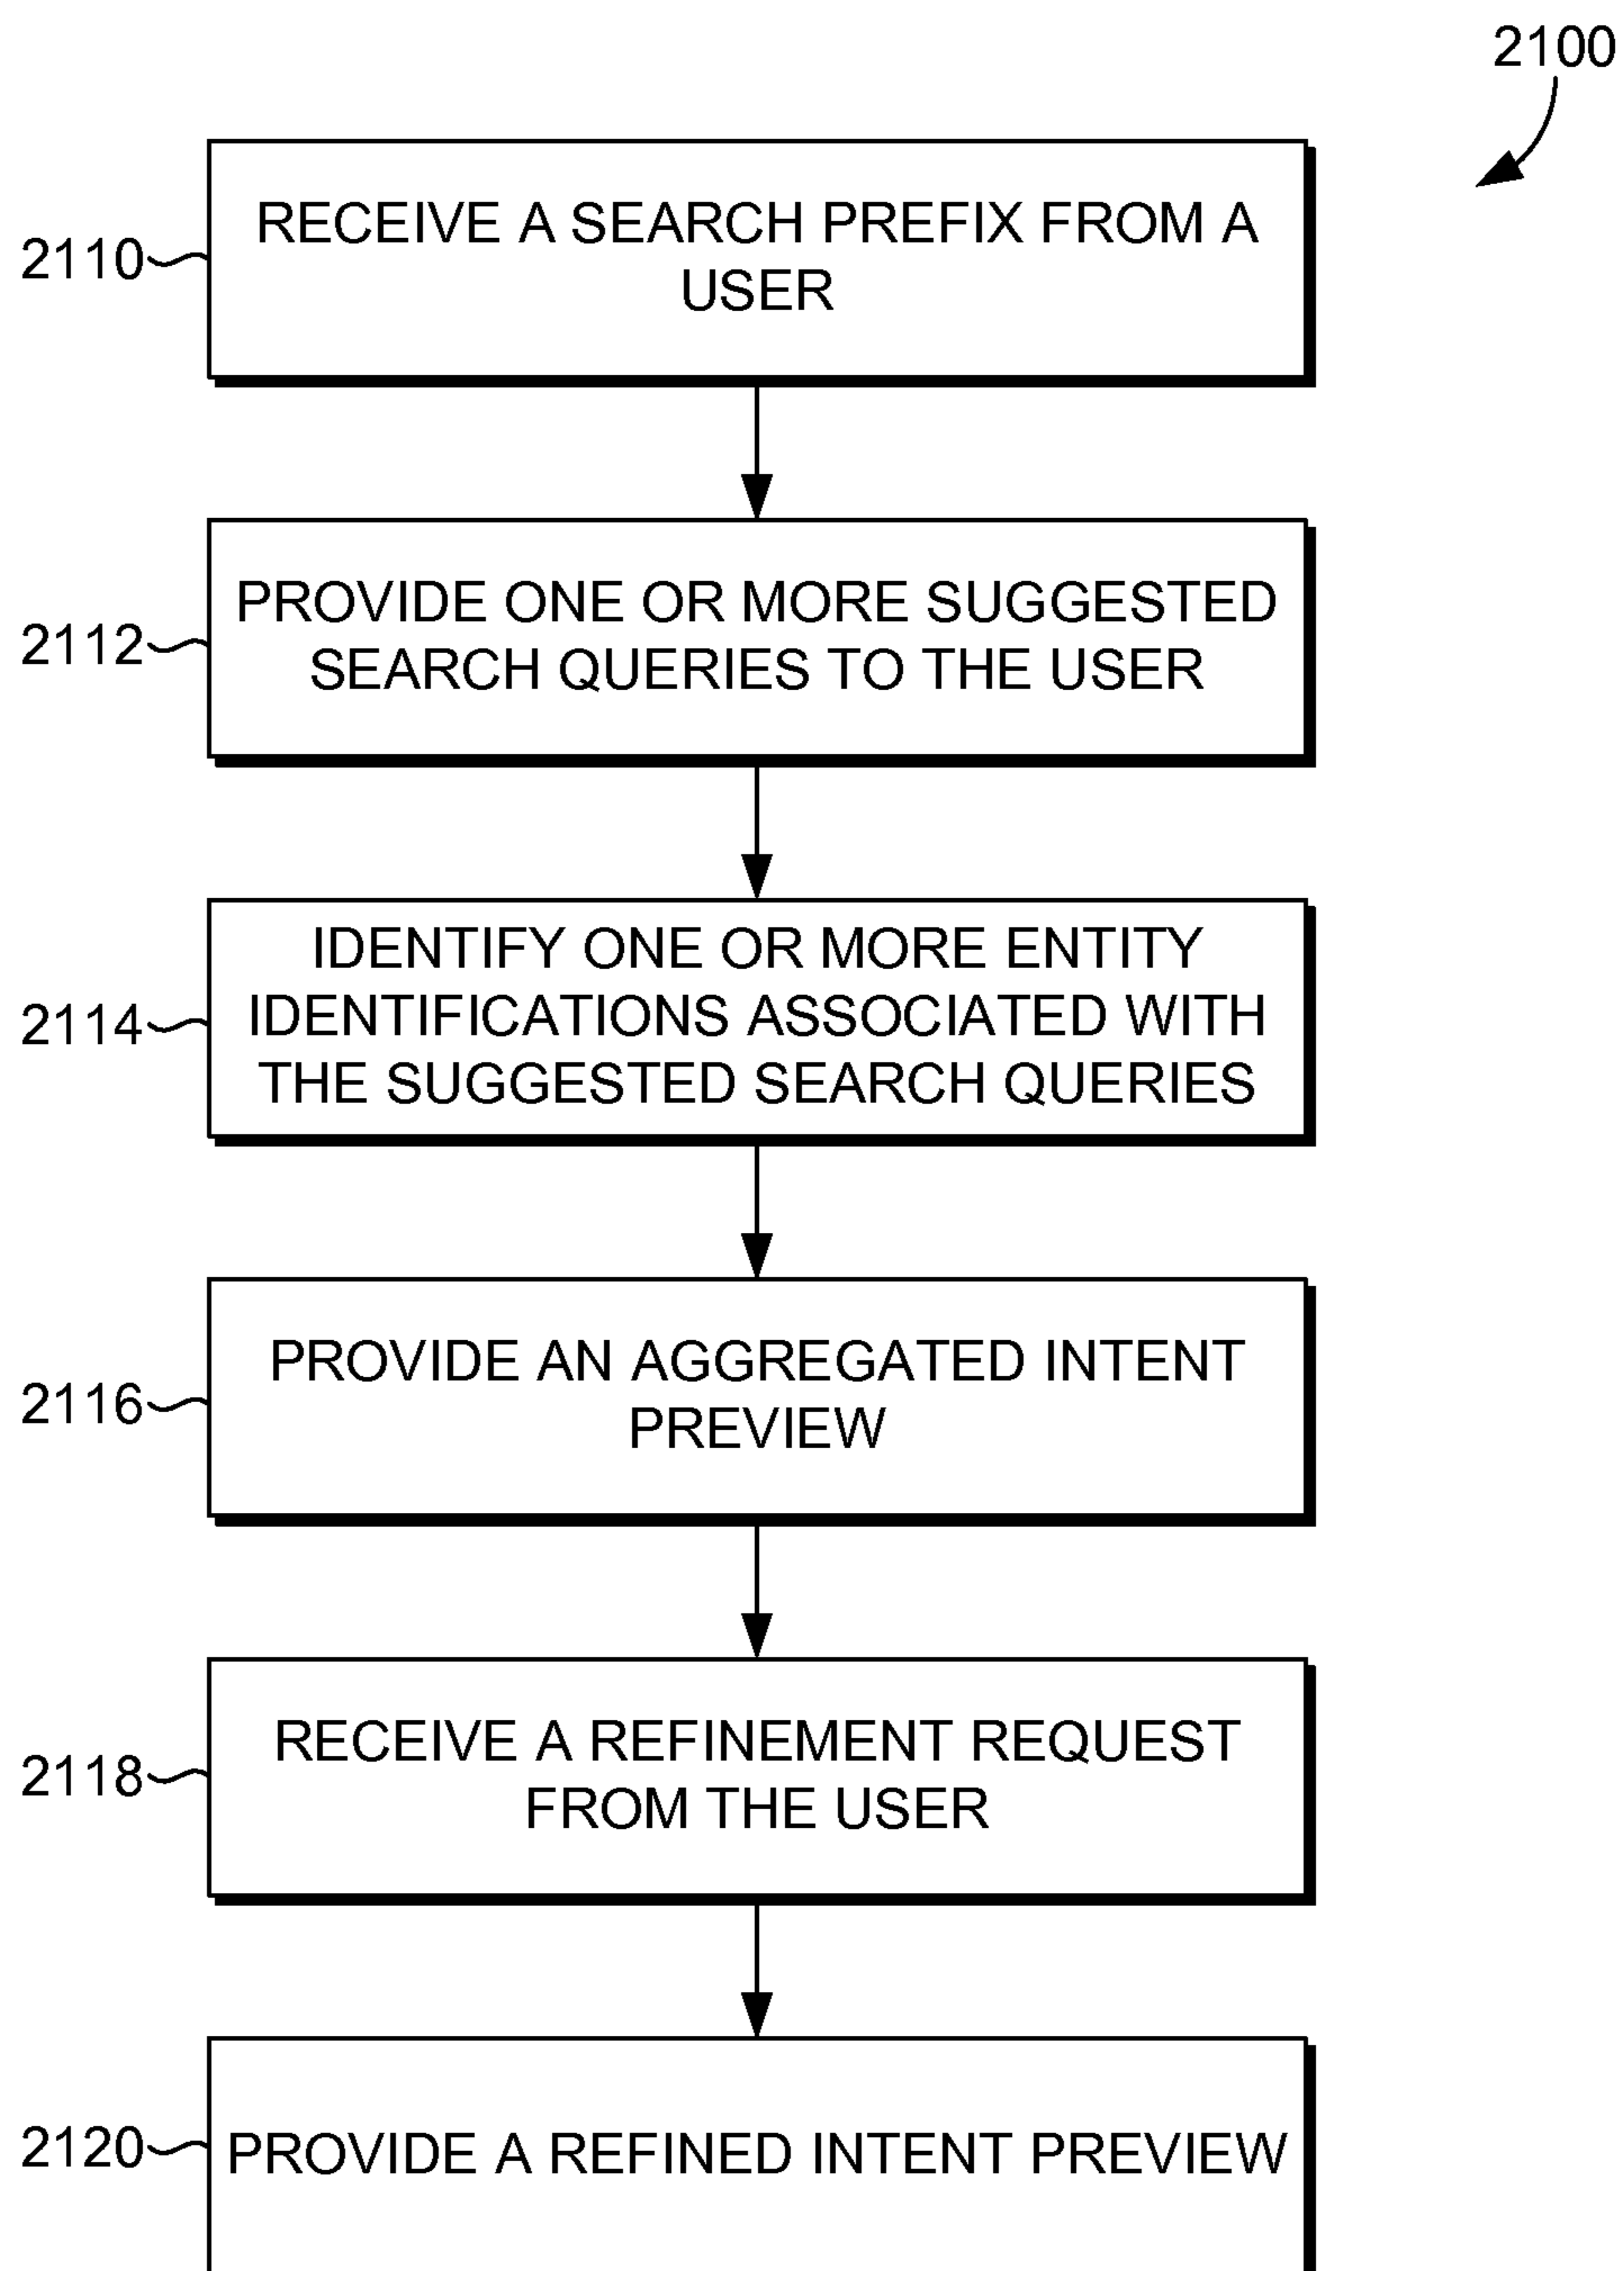 2100
RECEIVE A SEARCH PREFIX FROM A
USER
2110
PROVIDE ONE OR MORE SUGGESTED
SEARCH QUERIES TO THE USER
2112
IDENTIFY ONE OR MORE ENTITY
IDENTIFICATIONS ASSOCIATED WITH
THE SUGGESTED SEARCH QUERIES
2114
PROVIDE AN AGGREGATED INTENT
PREVIEW
2116
RECEIVE A REFINEMENT REQUEST
FROM THE USER
2118
PROVIDE A REFINED INTENT PREVIEW
2120